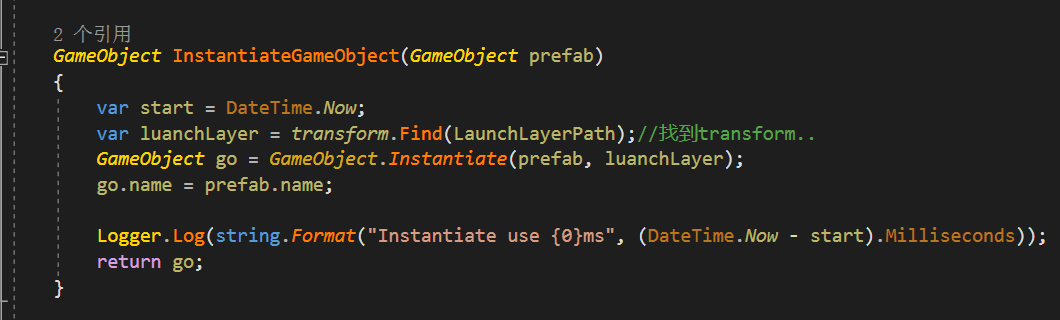 2 个引用
GameObject InstantiateGameObject(GameObject prefab)
{
var start = DateTime.Now;
var luanchLayer = transform.Find(LaunchLayerPath);//找到transform..
GameObject go = GameObject.Instantiate(prefab, luanchLayer);
go.name = prefab.name;
Logger.Log(string.Format("Instantiate use {0}ms", (DateTime.Now - start).Milliseconds));
return go;
}